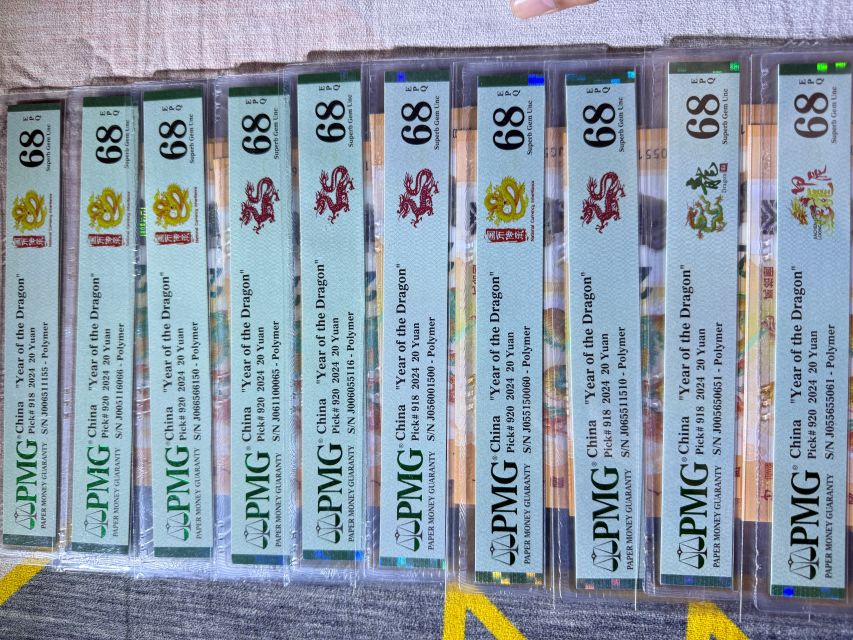 PMG
PAPER MONEY GUARANTY
China "Year of the Dragon"
Pick# 918 2024 20 Yuan
S/N J006511155 - Polymer
68
EPQ
Superb Gem Unc
PMG
PAPER MONEY GUARANTY
China "Year of the Dragon"
Pick# 920 2024 20 Yuan
S/N J005116006 - Polymer
68
EPQ
Superb Gem Unc
PMG
PAPER MONEY GUARANTY
China "Year of the Dragon"
Pick# 920 2024 20 Yuan
S/N J066506150 - Polymer
68
EPQ
Superb Gem Unc
PMG
PAPER MONEY GUARANTY
China "Year of the Dragon"
Pick# 920 2024 20 Yuan
S/N J061100065 - Polymer
68
EPQ
Superb Gem Unc
PMG
PAPER MONEY GUARANTY
China "Year of the Dragon"
Pick# 920 2024 20 Yuan
S/N J006055116 - Polymer
68
EPQ
Superb Gem Unc
PMG
PAPER MONEY GUARANTY
China "Year of the Dragon"
Pick# 918 2024 20 Yuan
S/N J056001500 - Polymer
68
EPQ
Superb Gem Unc
PMG
PAPER MONEY GUARANTY
China "Year of the Dragon"
Pick# 920 2024 20 Yuan
S/N J055150060 - Polymer
68
EPQ
Superb Gem Unc
PMG
PAPER MONEY GUARANTY
China "Year of the Dragon"
Pick# 918 2024 20 Yuan
S/N J065511510 - Polymer
68
EPQ
Superb Gem Unc
PMG
PAPER MONEY GUARANTY
China "Year of the Dragon"
Pick# 918 2024 20 Yuan
S/N J005650651 - Polymer
龍
Dragon
68
EPQ
Superb Gem Unc
PMG
PAPER MONEY GUARANTY
China "Year of the Dragon"
Pick# 920 2024 20 Yuan
S/N J055655061 - Polymer
68
EPQ
Superb Gem Unc